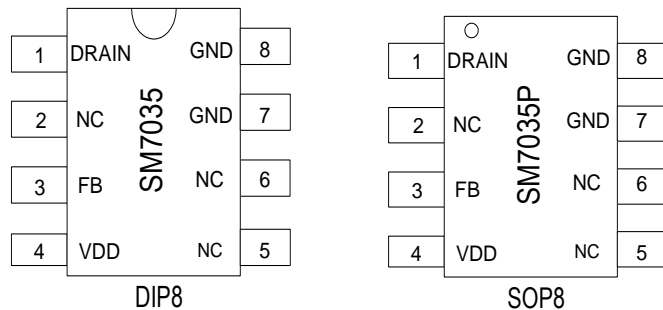 1 DRAIN GND 8
2 NC GND 7
3 FB NC 6
4 VDD NC 5
SM7035
DIP8
1 DRAIN GND 8
2 NC GND 7
3 FB NC 6
4 VDD NC 5
SM7035P
SOP8